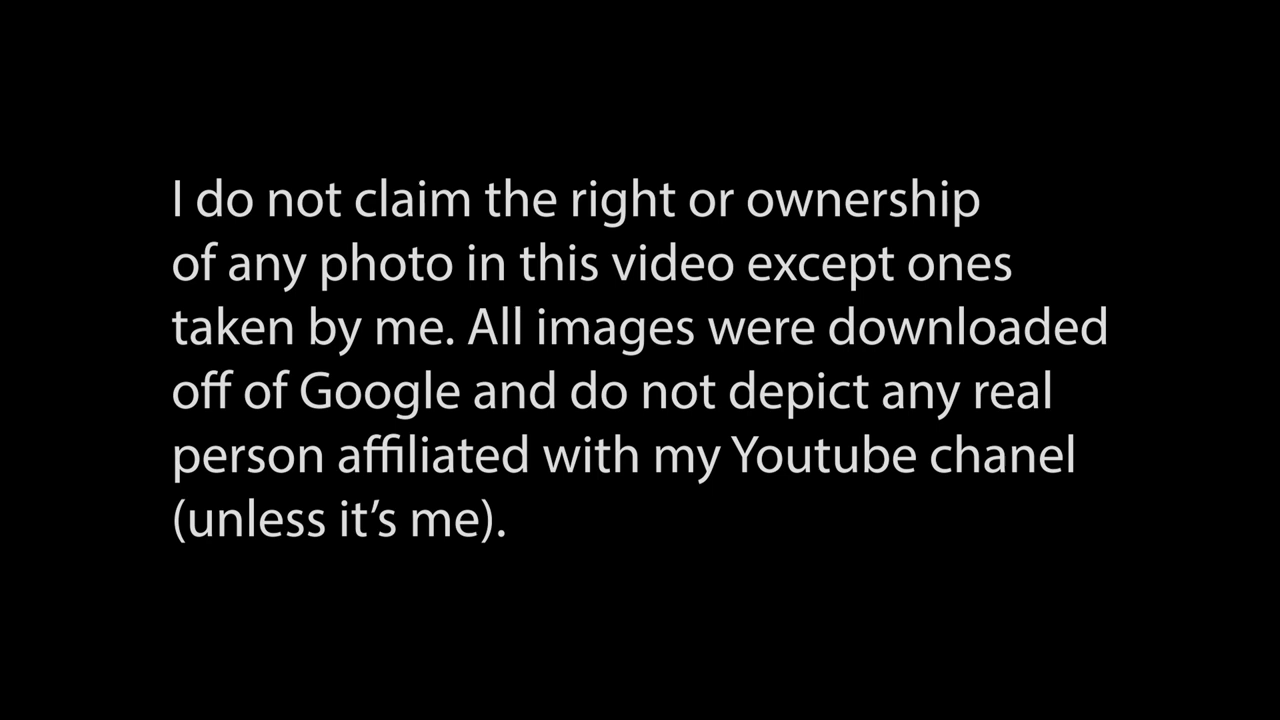 I do not claim the right or ownership
of any photo in this video except ones
taken by me. All images were downloaded
off of Google and do not depict any real
person affiliated with my Youtube chanel
(unless it’s me).